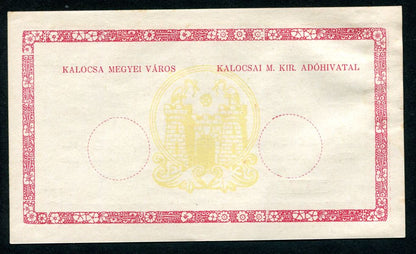 KALOCSA MEGYEI VÁROS
KALOCSAI M. KIR. ADÓHIVATAL